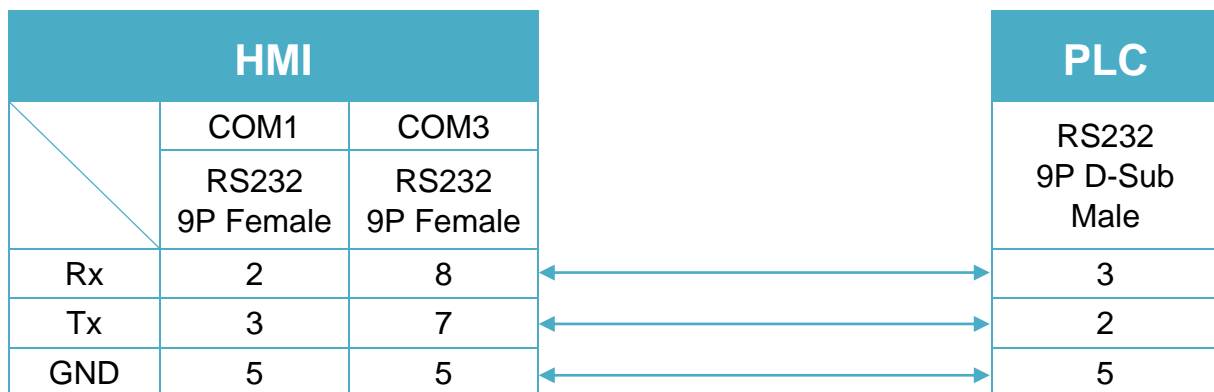 HMI
PLC
COM1 COM3
RS232
9P D-Sub
Male
RS232 RS232
9P Female 9P Female
Rx 2 8 3
Tx 3 7 2
GND 5 5 5